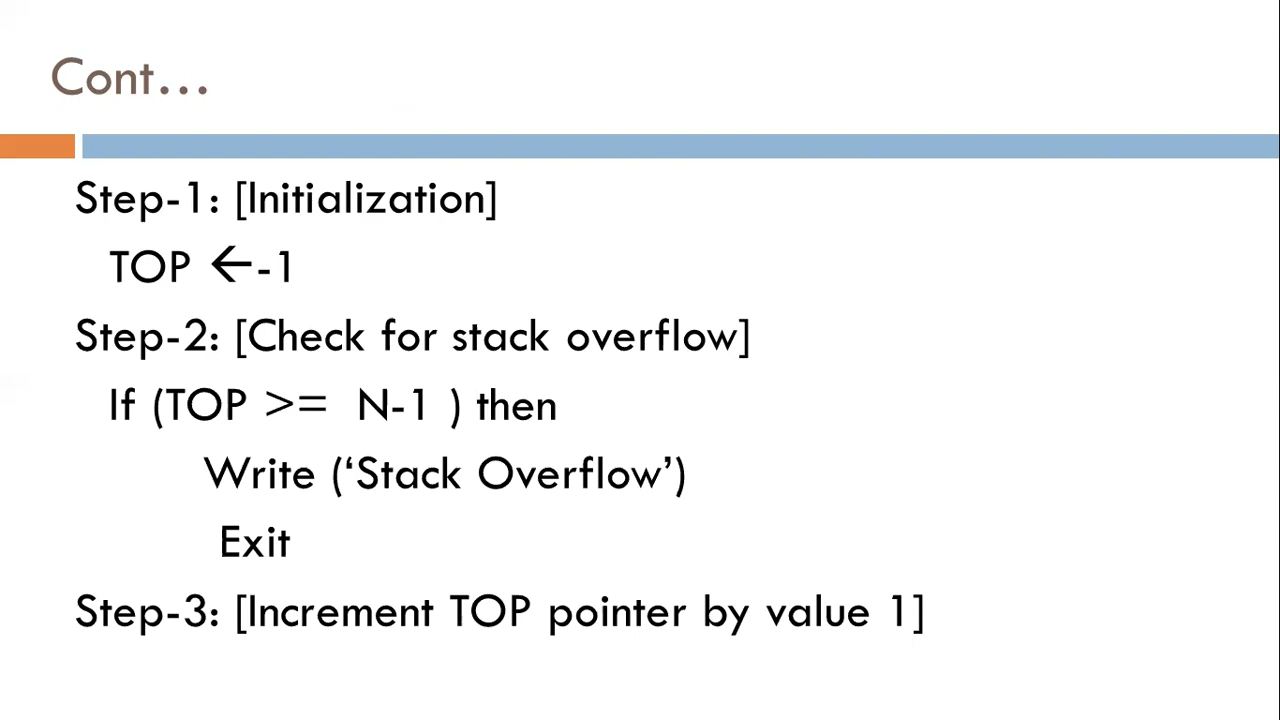 Cont...
Step-1: [Initialization]
TOP ←-1
Step-2: [Check for stack overflow]
If (TOP >= N-1 ) then
Write (‘Stack Overflow’)
Exit
Step-3: [Increment TOP pointer by value 1]